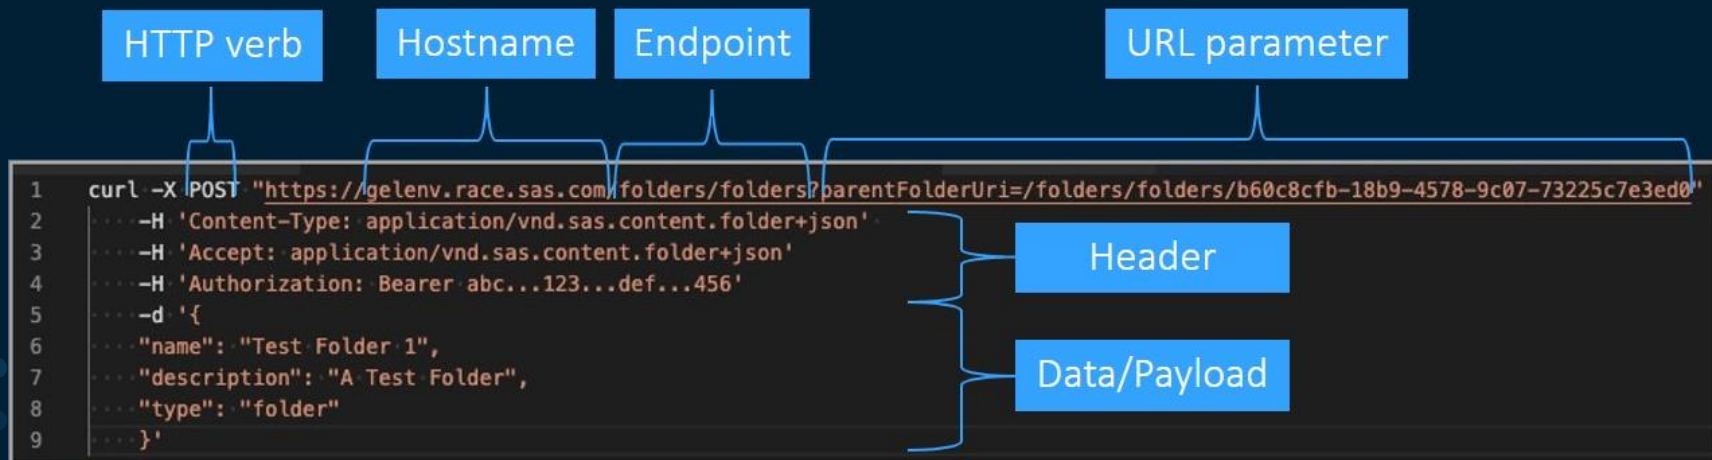 HTTP verb
Hostname
Endpoint
URL parameter
1 curl -X POST "https://gelenv.race.sas.com/folders/folders?parentFolderUri=/folders/folders/b60c8cfb-18b9-4578-9c07-73225c7e3ed0"
2 -H 'Content-Type: application/vnd.sas.content.folder+json'
3 -H 'Accept: application/vnd.sas.content.folder+json'
4 -H 'Authorization: Bearer abc...123...def...456'
5 -d '{
6 "name": "Test Folder 1",
7 "description": "A Test Folder",
8 "type": "folder"
9 }'
Header
Data/Payload